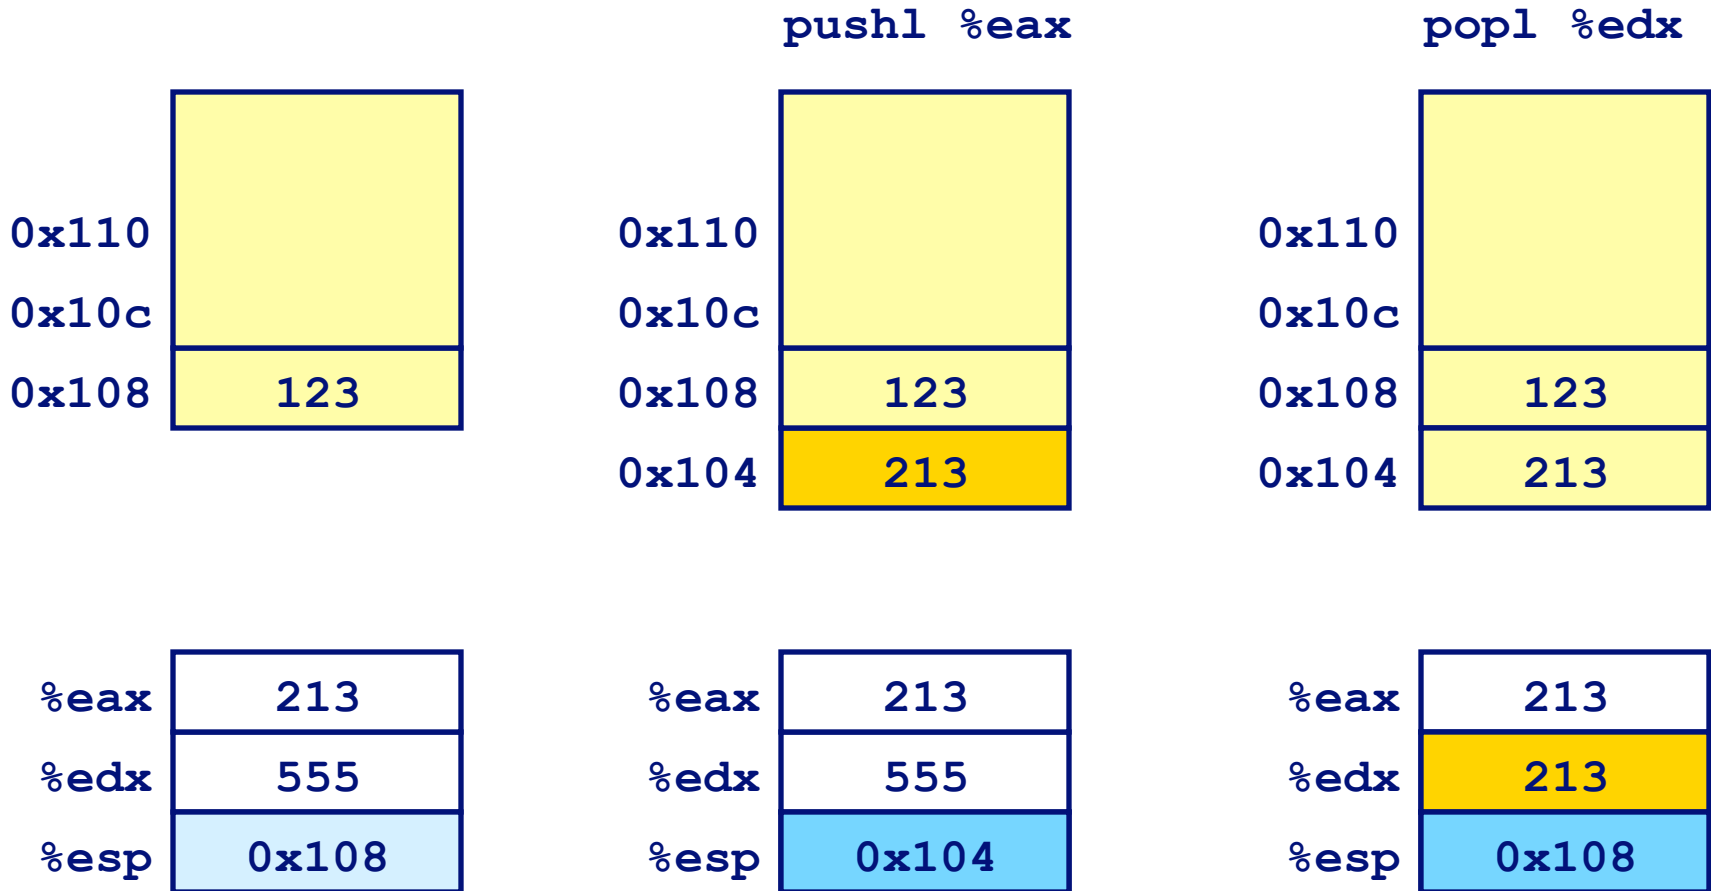 pushl %eax popl %edx
0x110 0x110 0x110
0x10c 0x10c 0x10c
0x108 123 0x108 123 0x108 123
0x104 213 0x104 213
%eax 213 %eax 213 %eax 213
%edx 555 %edx 555 %edx 213
%esp 0x108 %esp 0x104 %esp 0x108